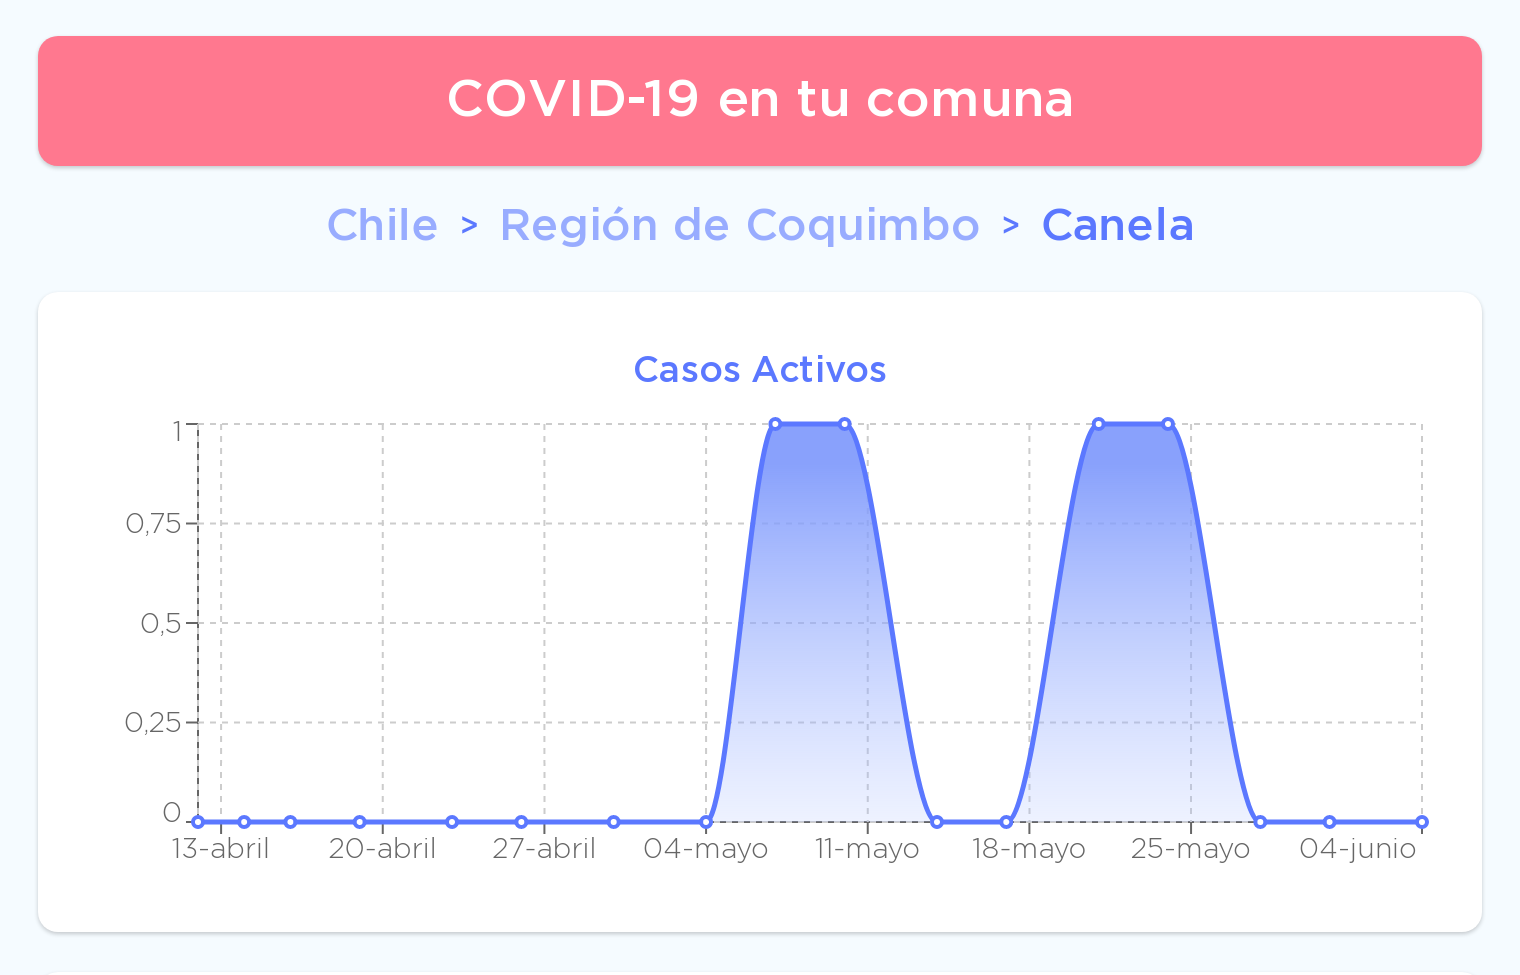 COVID-19 en tu comuna
Chile > Región de Coquimbo > Canela
Casos Activos
1
0,75
0,5
0,25
0
13-abril 20-abril 27-abril 04-mayo 11-mayo 18-mayo 25-mayo 04-junio